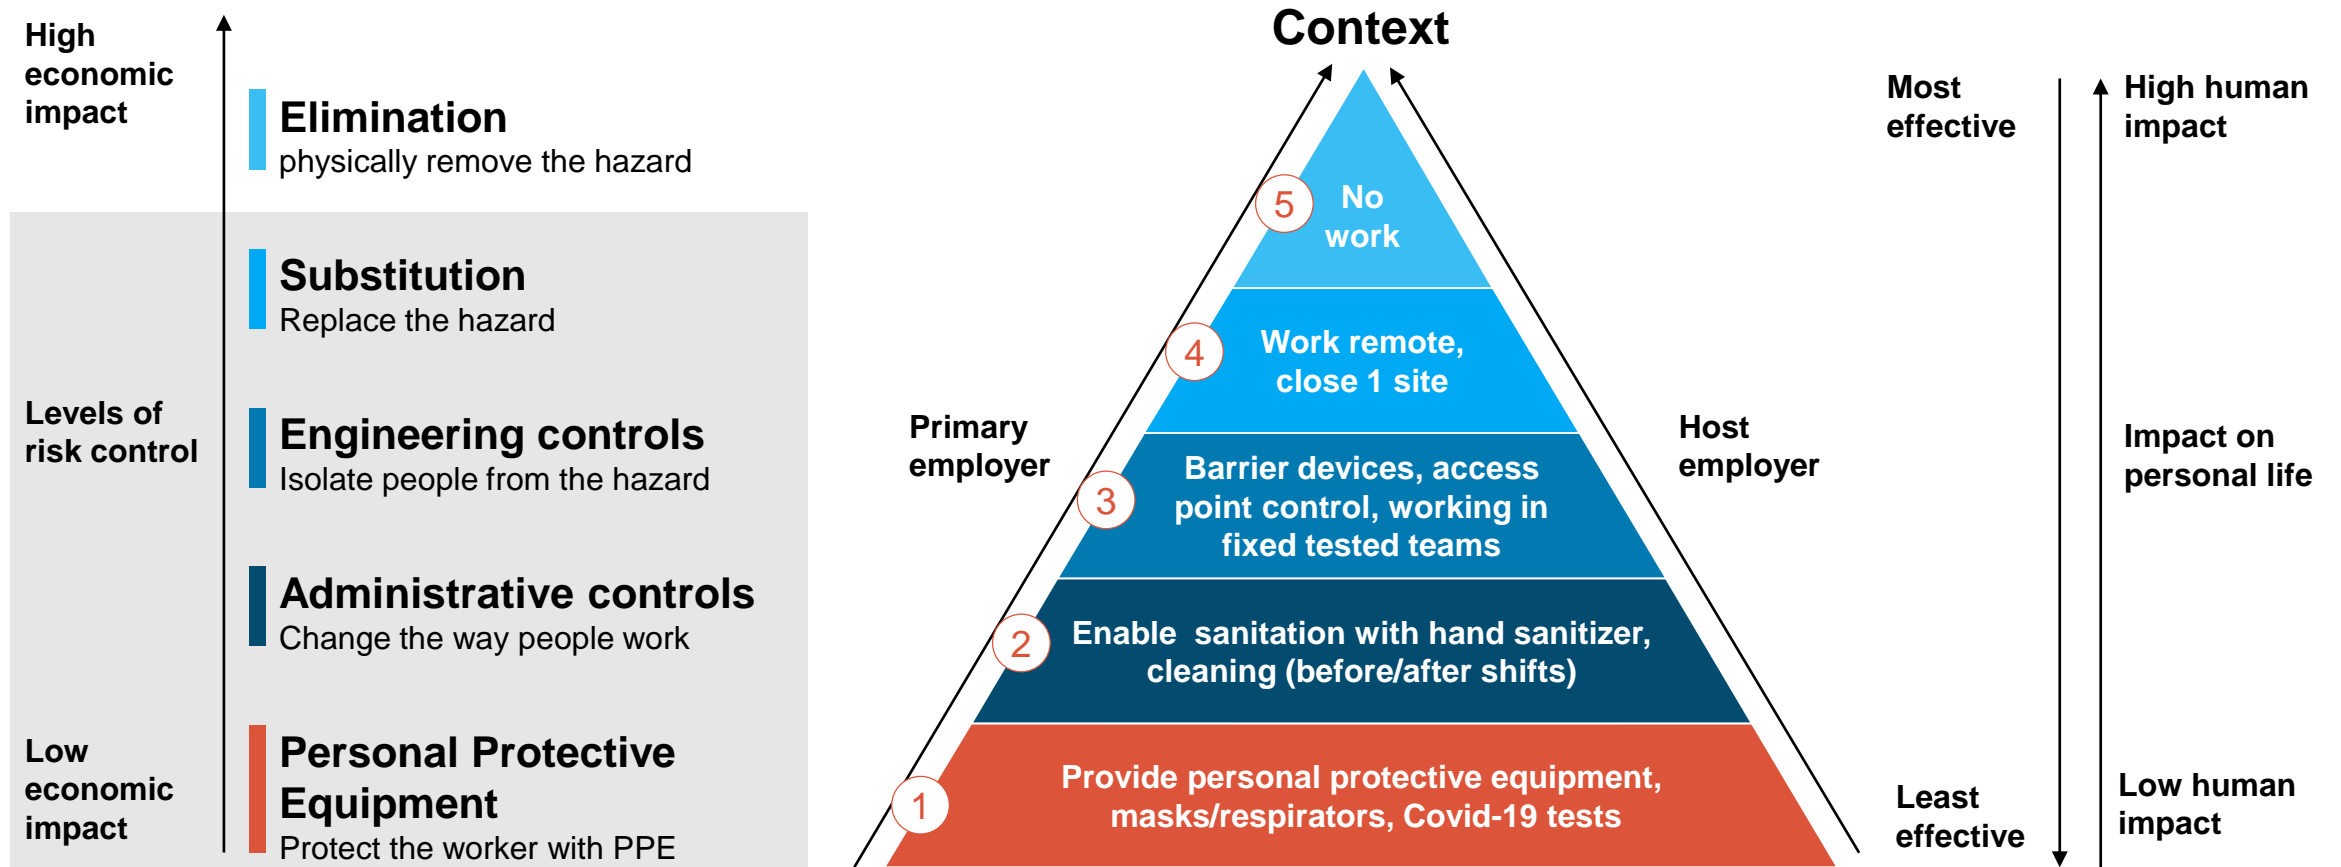 High
economic
impact
Elimination
physically remove the hazard
Substitution
Replace the hazard
Levels of
risk control
Engineering controls
Isolate people from the hazard
Administrative controls
Change the way people work
Low
economic
impact
Personal Protective
Equipment
Protect the worker with PPE
Context
5
No
work
4
Work remote,
close 1 site
Primary
employer
Host
employer
3
Barrier devices, access
point control, working in
fixed tested teams
2
Enable  sanitation with hand sanitizer,
cleaning (before/after shifts)
1
Provide personal protective equipment,
masks/respirators, Covid-19 tests
Most
effective
High human
impact
Impact on
personal life
Least
effective
Low human
impact